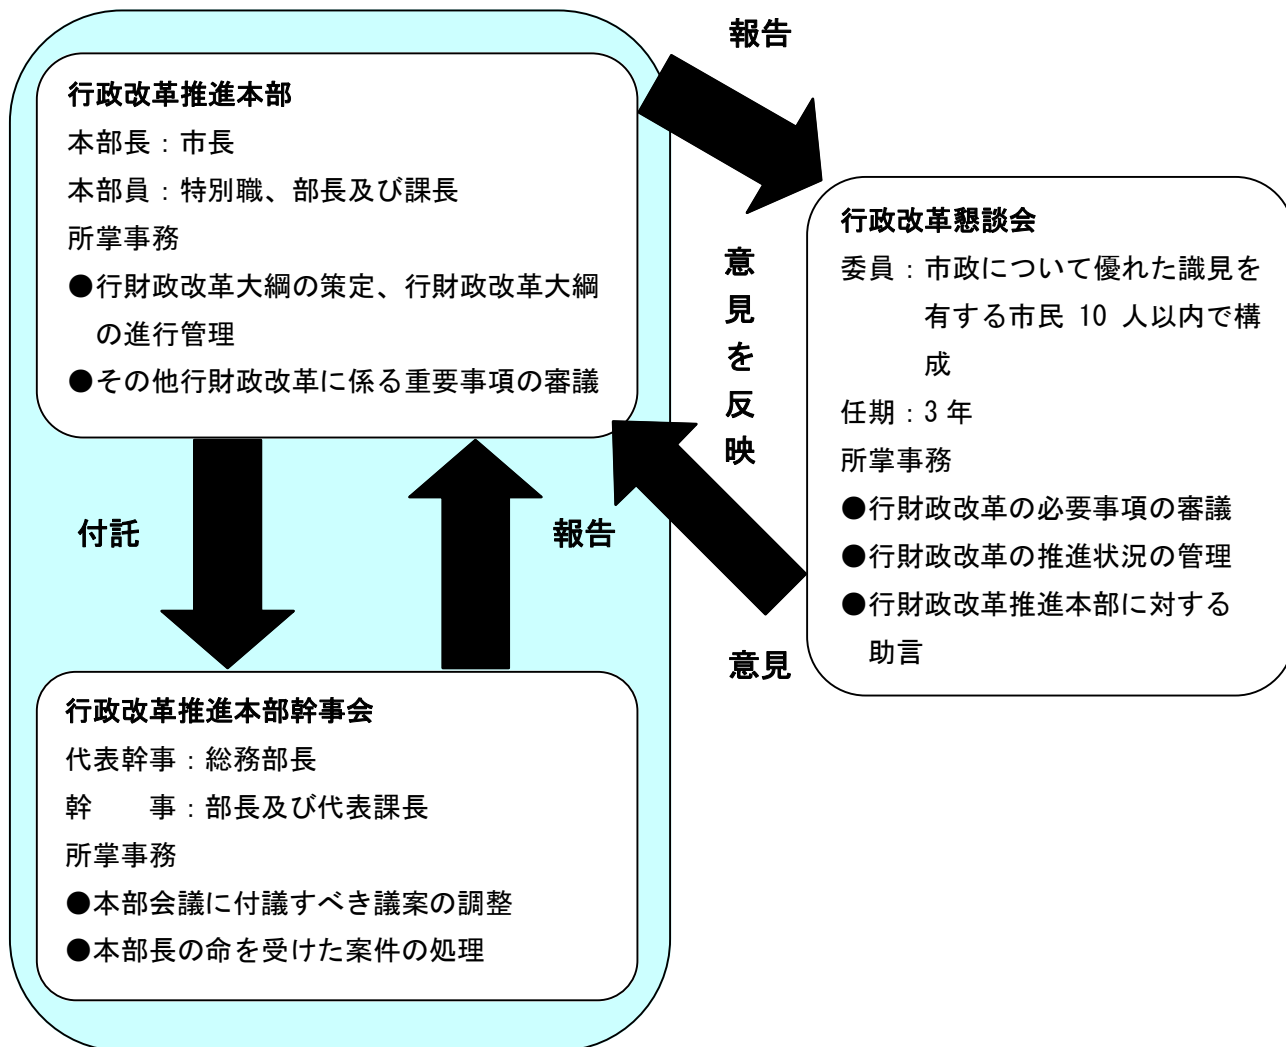 報告
行政改革推進本部
本部長：市長
本部員：特別職、部長及び課長
所掌事務
●行財政改革大綱の策定、行財政改革大綱
の進行管理
●その他行財政改革に係る重要事項の審議
付託
報告
行政改革推進本部幹事会
代表幹事：総務部長
幹　　事：部長及び代表課長
所掌事務
●本部会議に付議すべき議案の調整
●本部長の命を受けた案件の処理
意見を反映
意見
行政改革懇談会
委員：市政について優れた識見を
有する市民 10 人以内で構
成
任期：3 年
所掌事務
●行財政改革の必要事項の審議
●行財政改革の推進状況の管理
●行財政改革推進本部に対する
助言